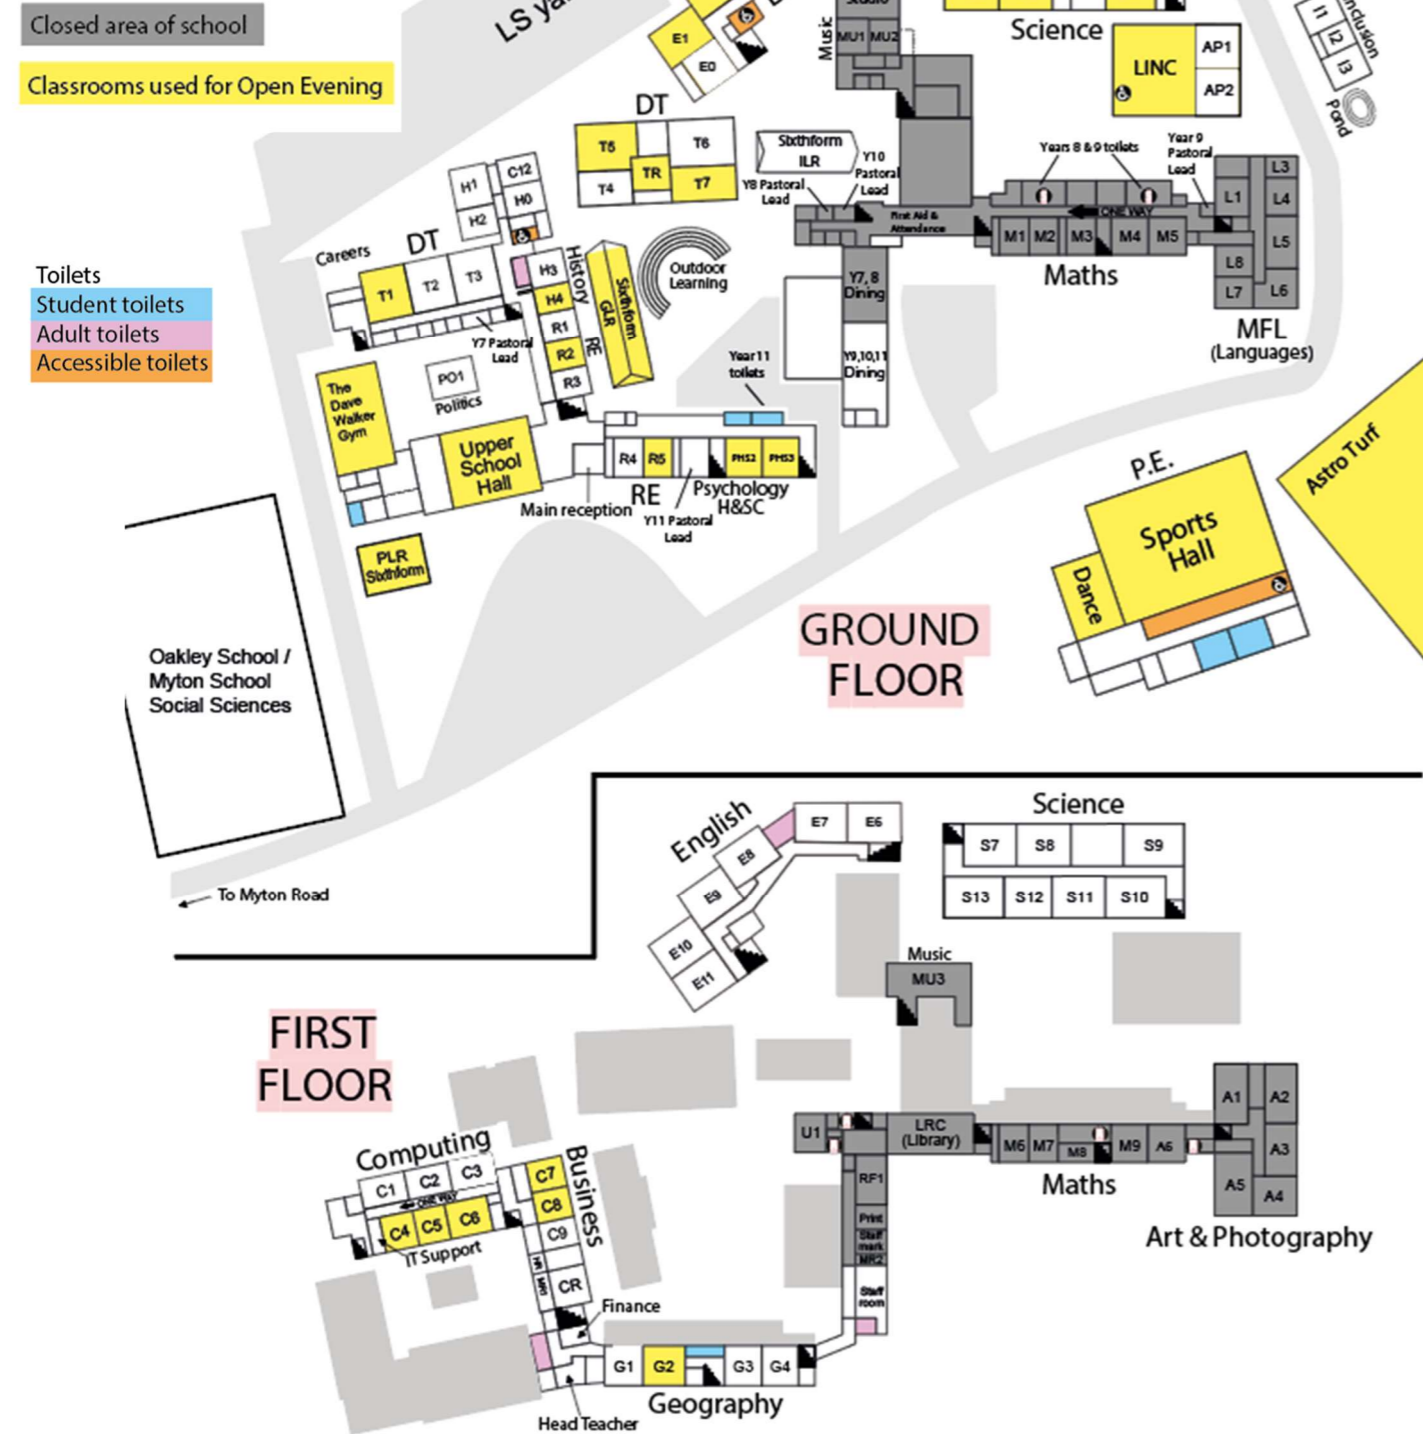 Closed area of school
Classrooms used for Open Evening
LS
E1
E0
Music
MU1
MU2
Science
LINC
AP1
AP2
I1
I2
I3
Pond
DT
T5
T6
TR
T4
T7
Sixthform
ILR
Y10
Pastoral
Lead
Y8 Pastoral
Lead
Years 8 & 9 toilets
Year 9
Pastoral
Lead
L3
L1
L4
L5
L8
L7
L6
First Aid &
Attendance
ONE WAY
M1
M2
M3
M4
M5
Maths
MFL
(Languages)
H1
C12
H0
H2
Careers
DT
T1
T2
T3
H3
H4
R1
R2
R3
History
RE
Sixthform
GLR
Outdoor
Learning
Y7, 8
Dining
Y9,10,11
Dining
Toilets
Student toilets
Adult toilets
Accessible toilets
Y7 Pastoral
Lead
Year 11
toilets
The
Dave
Walker
Gym
PO1
Politics
Upper
School
Hall
R4
R5
PHS2
PHS3
Main reception
RE
Psychology
H&SC
Y11 Pastoral
Lead
PLR
Sixthform
P.E.
Sports
Hall
Dance
Astro Turf
Oakley School /
Myton School
Social Sciences
GROUND
FLOOR
To Myton Road
English
E7
E6
E8
E9
E10
E11
Science
S7
S8
S9
S13
S12
S11
S10
Music
MU3
FIRST
FLOOR
U1
LRC
(Library)
M6
M7
M8
M9
A6
A1
A2
A3
A5
A4
Maths
Art & Photography
RF1
Print
Staff
mark
MR2
Staff
room
Computing
C1
C2
C3
ONE WAY
C4
C5
C6
IT Support
Business
C7
C8
C9
HR
CR
Finance
G1
G2
G3
G4
Geography
Head Teacher